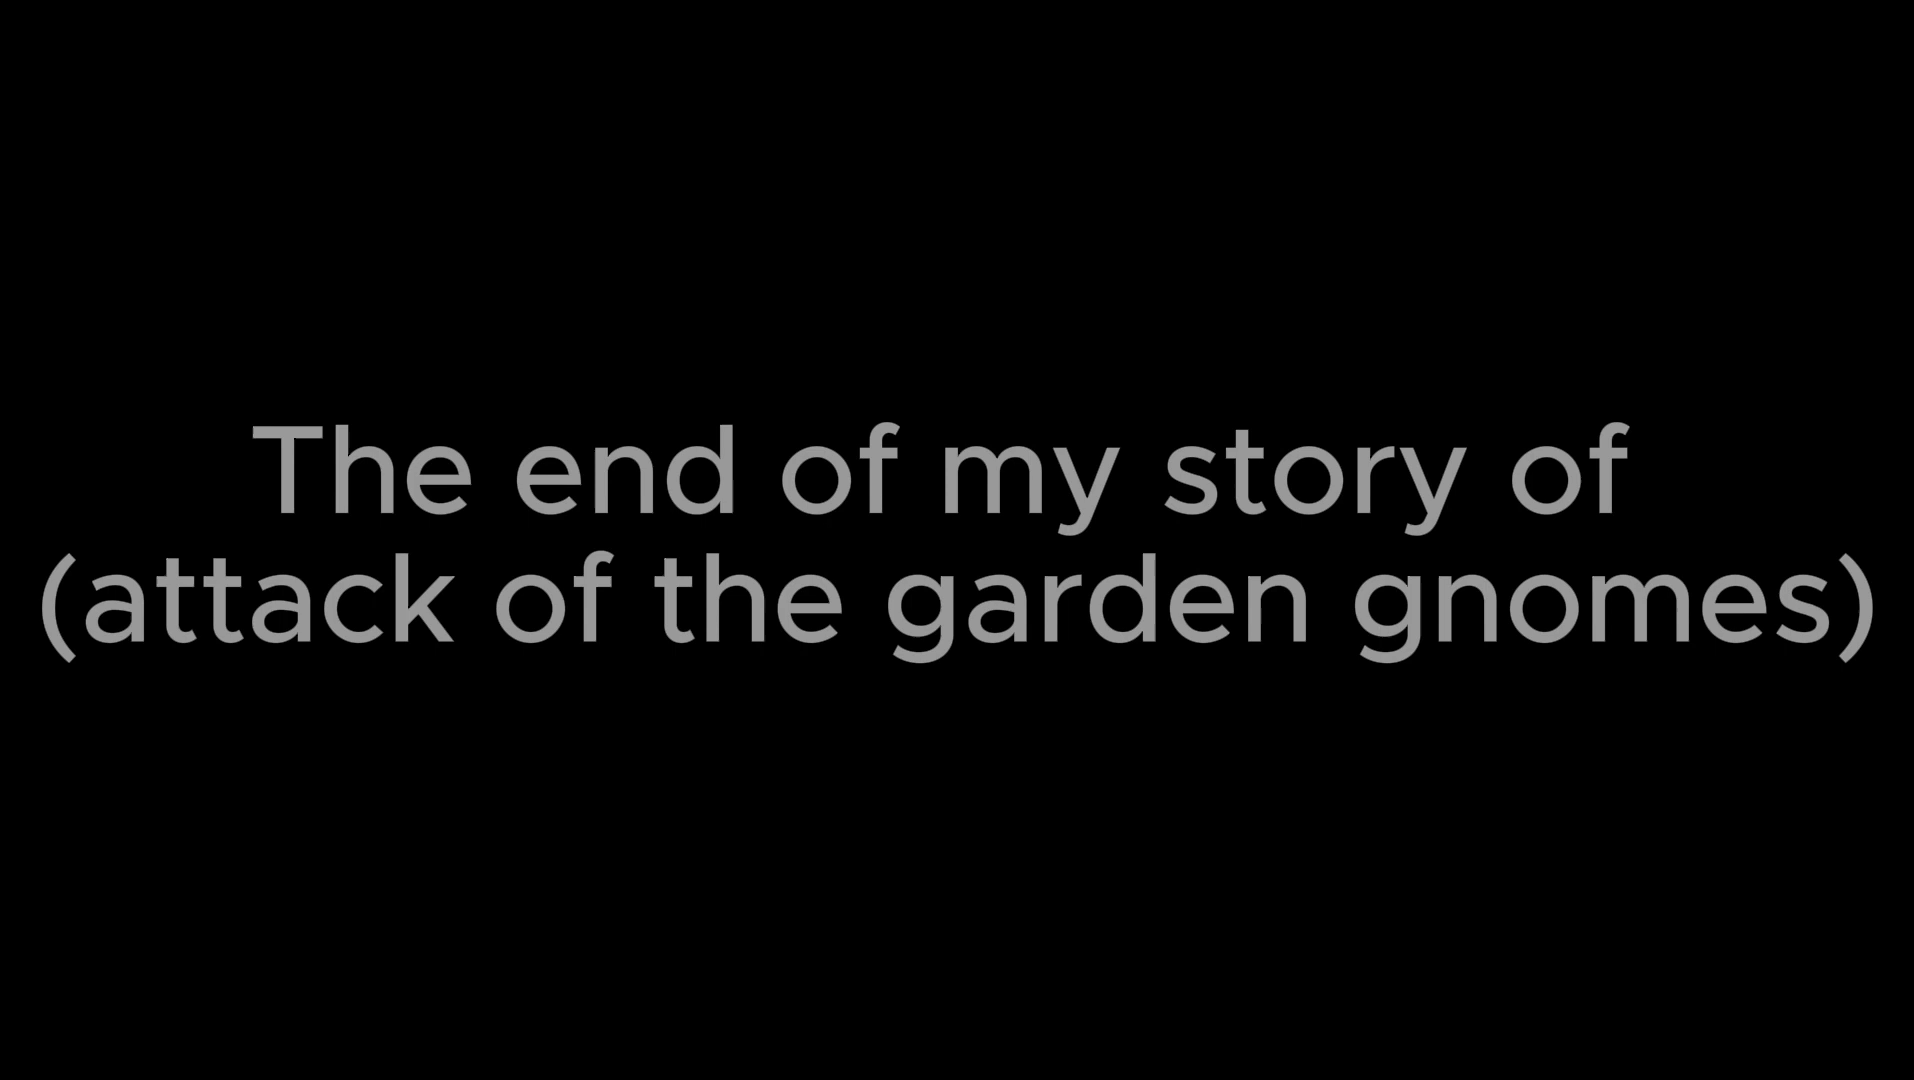 The end of my story of
(attack of the garden gnomes)